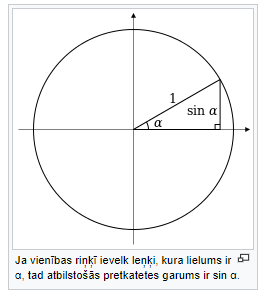 1
sin α
α
Ja vienības riņķī ievelk leņķi, kura lielums ir
α, tad atbilstošās pretkatetes garums ir sin α.